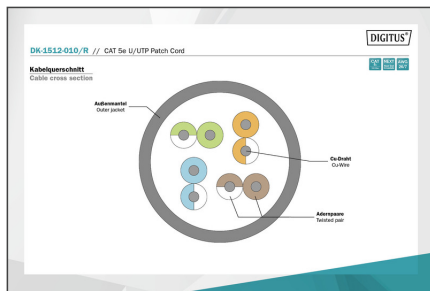 DIGITUS®
DK-1512-010/R // CAT 5e U/UTP Patch Cord
Kabelquerschnitt
Cable cross section
Außenmantel
Outer jacket
Cu-Draht
Cu-Wire
Adernpaare
Twisted pair